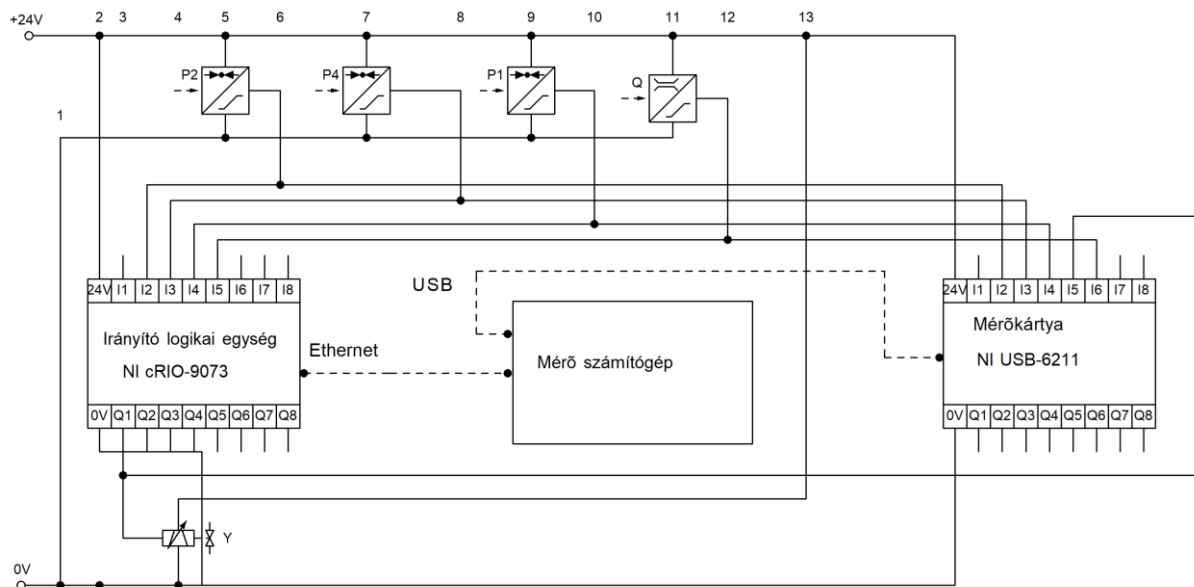 +24V 2 3 4 5 6 7 8 9 10 11 12 13
P2 P4 P1 Q
1
USB
24V I1 I2 I3 I4 I5 I6 I7 I8
24V I1 I2 I3 I4 I5 I6 I7 I8
Irányító logikai egység
NI cRIO-9073
Ethernet
Mérõ számítógép
Mérõkártya
NI USB-6211
0V Q1 Q2 Q3 Q4 Q5 Q6 Q7 Q8
0V Q1 Q2 Q3 Q4 Q5 Q6 Q7 Q8
Y
0V